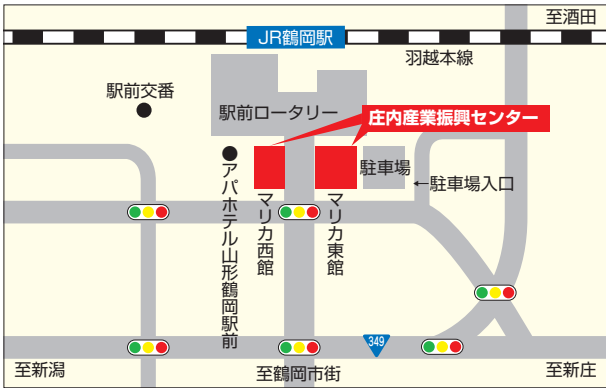 至酒田
JR鶴岡駅
羽越本線
駅前交番
駅前ロータリー
庄内産業振興センター
駐車場
←駐車場入口
アパホテル山形鶴岡駅前
マリカ西館
マリカ東館
349
至新潟
至鶴岡市街
至新庄